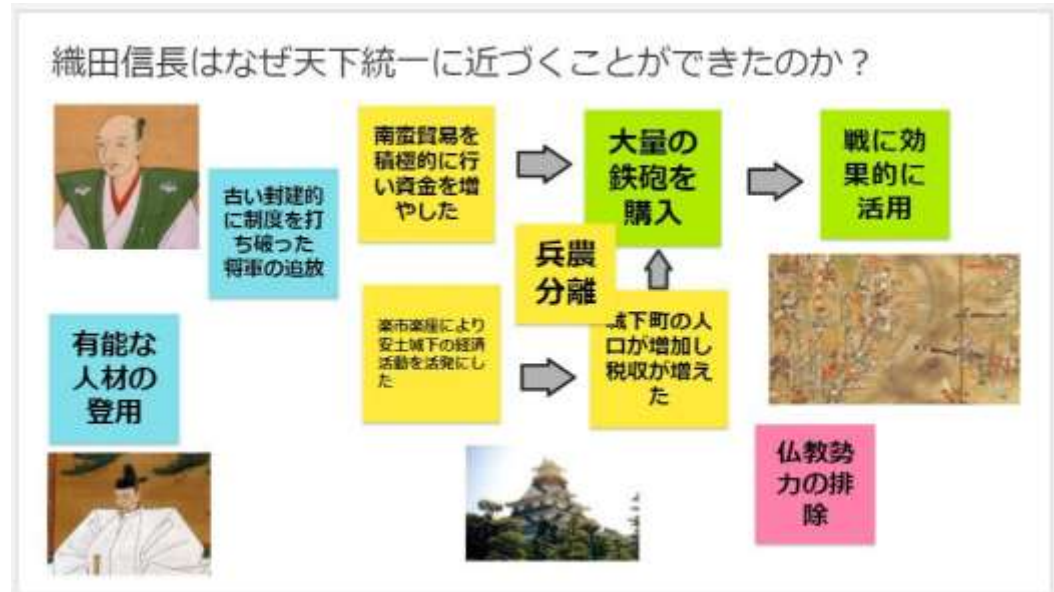 織田信長はなぜ天下統一に近づくことができたのか？
古い封建的
に制度を打
ち破った
将軍の追放
有能な
人材の
登用
南蛮貿易を
積極的に行
い資金を増
やした
大量の
鉄砲を
購入
戦に効
果的に
活用
兵農
分離
楽市楽座により
安土城下の経済
活動を活発にし
た
城下町の人
口が増加し
税収が増え
た
仏教勢
力の排
除